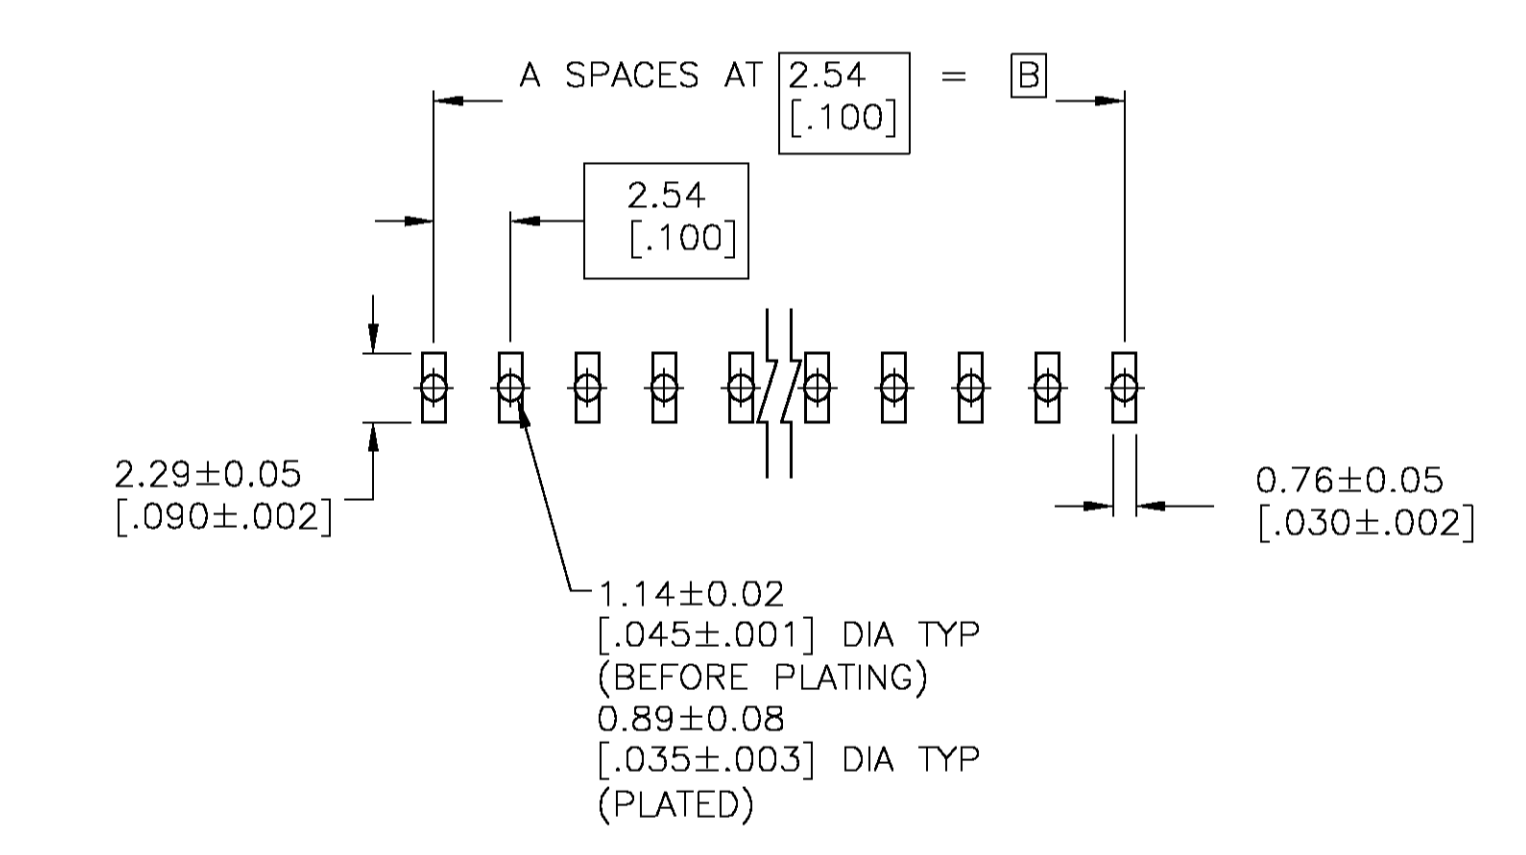 A SPACES AT 2.54 = B
[.100]
2.54
[.100]
2.29±0.05
[.090±.002]
0.76±0.05
[.030±.002]
1.14±0.02
[.045±.001] DIA TYP
(BEFORE PLATING)
0.89±0.08
[.035±.003] DIA TYP
(PLATED)